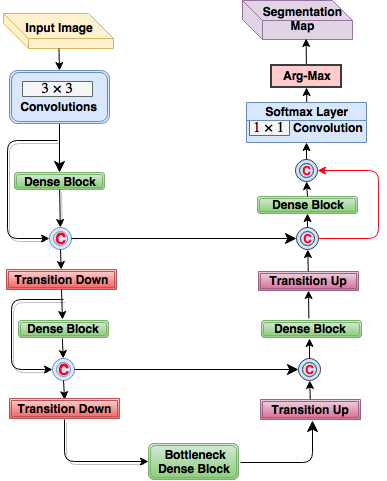 Input Image
3 × 3
Convolutions
Dense Block
C
Transition Down
Dense Block
C
Transition Down
Bottleneck
Dense Block
Segmentation
Map
Arg-Max
Softmax Layer
1 × 1 Convolution
C
Dense Block
C
Transition Up
Dense Block
C
Transition Up